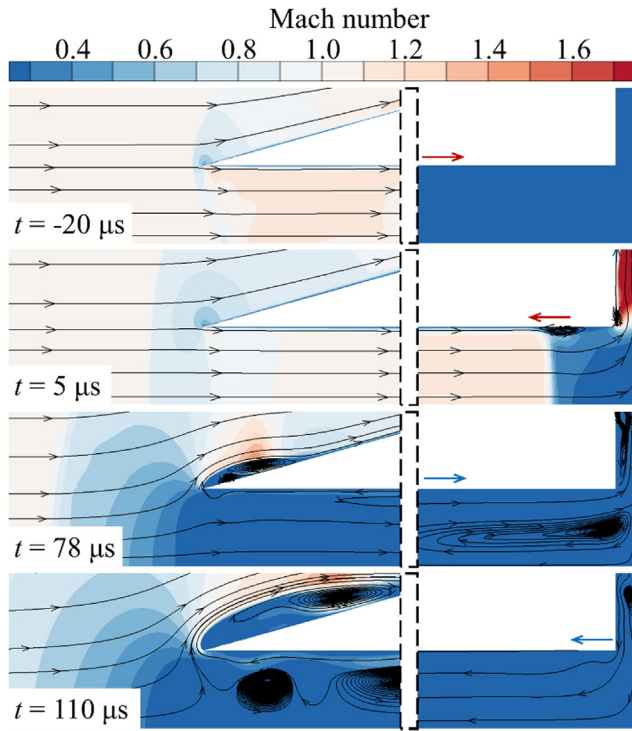 Mach number
0.4 0.6 0.8 1.0 1.2 1.4 1.6
t = -20 μs
t = 5 μs
t = 78 μs
t = 110 μs